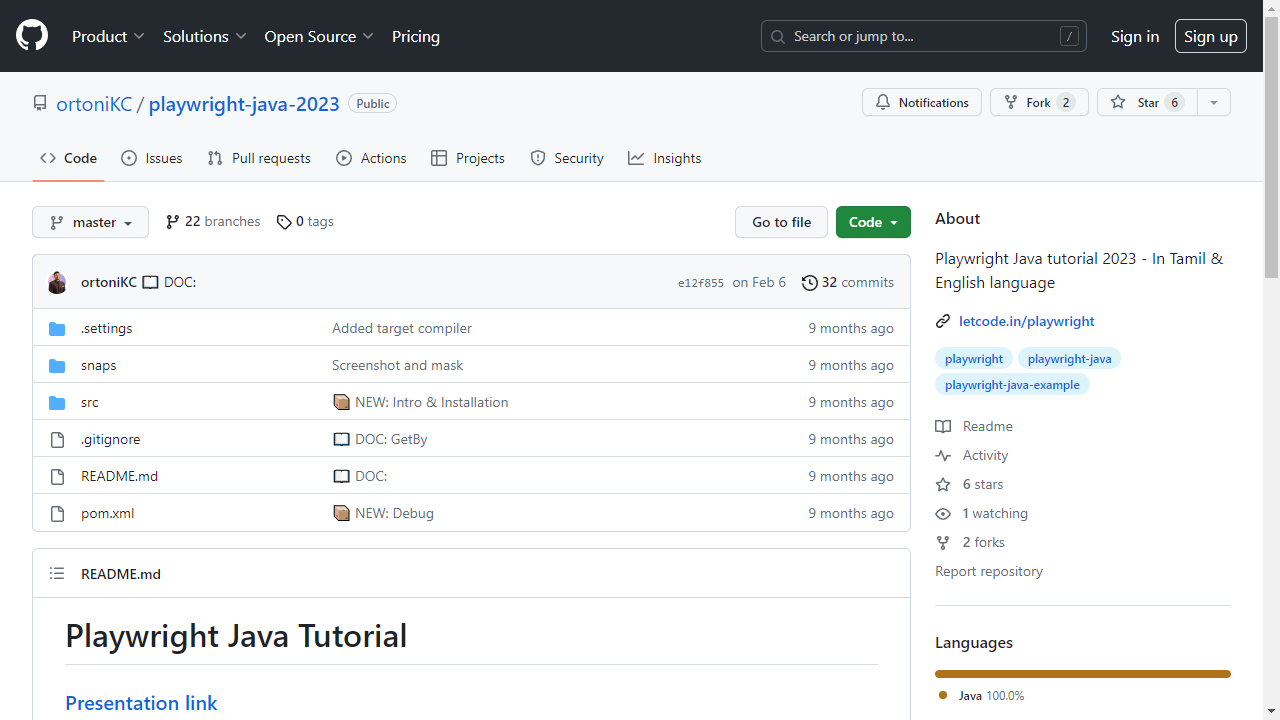 Product Solutions Open Source Pricing Search or jump to... / Sign in Sign up
ortoniKC / playwright-java-2023 Public Notifications Fork 2 Star 6
Code Issues Pull requests Actions Projects Security Insights
master 22 branches 0 tags Go to file Code
ortoniKC DOC: e12f855 on Feb 6 32 commits
.settings Added target compiler 9 months ago
snaps Screenshot and mask 9 months ago
src NEW: Intro & Installation 9 months ago
.gitignore DOC: GetBy 9 months ago
README.md DOC: 9 months ago
pom.xml NEW: Debug 9 months ago
README.md
Playwright Java Tutorial
Presentation link
About
Playwright Java tutorial 2023 - In Tamil &
English language
letcode.in/playwright
playwright playwright-java
playwright-java-example
Readme
Activity
6 stars
1 watching
2 forks
Report repository
Languages
Java 100.0%